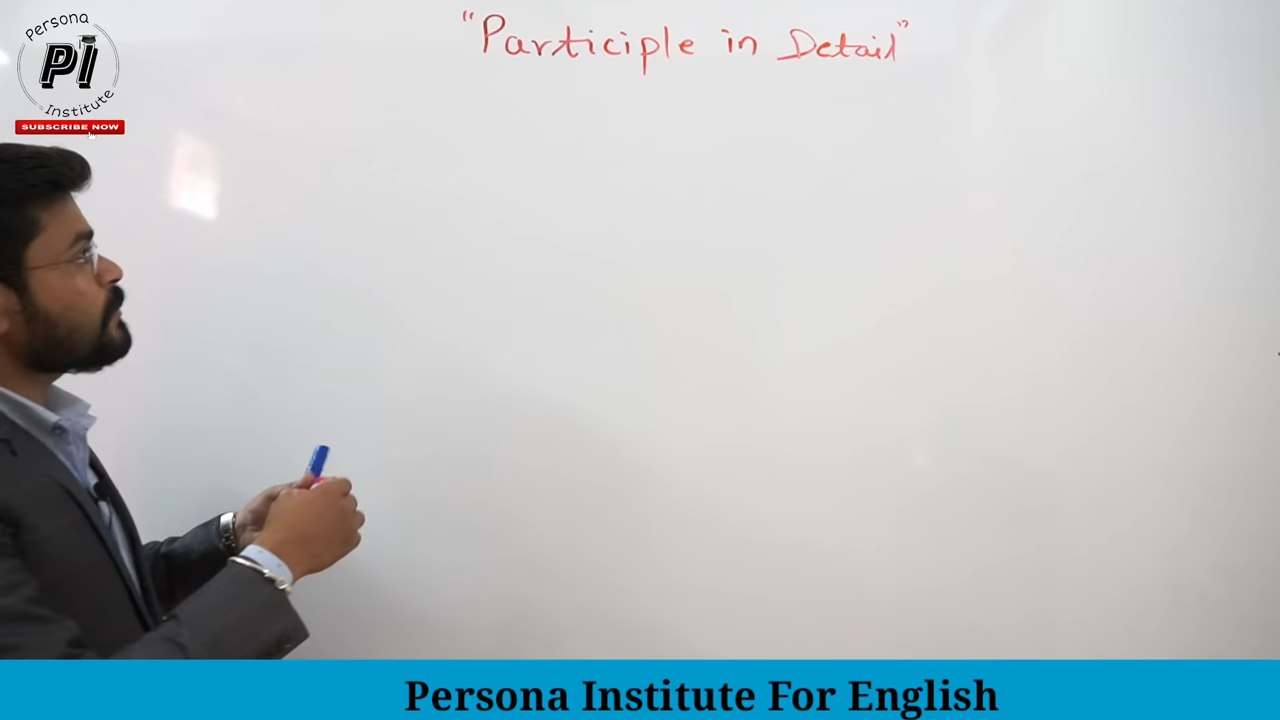 Persona
PI
Institute
SUBSCRIBE NOW
"Participle in Detail"
Persona Institute For English